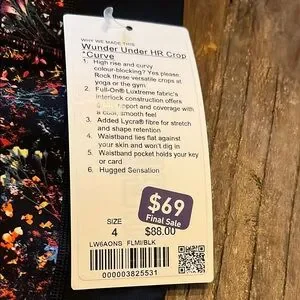 WHY WE MADE THIS
Wunder Under HR Crop
*Curve
1. High rise and curvy
colour-blocking? Yes please.
Rock these versatile crops at
yoga or the gym
2. Full-On® Luxtreme fabric's
interlock construction offers
support and coverage with
a cool, smooth feel
3. Added Lycra® fibre for stretch
and shape retention
4. Waistband lies flat against
your skin and won't dig in
5. Waistband pocket holds your key
or card
6. Hugged Sensation
$69
Final Sale
SIZE
4
$88.00
LW6AONS FLMI/BLK
000003825531